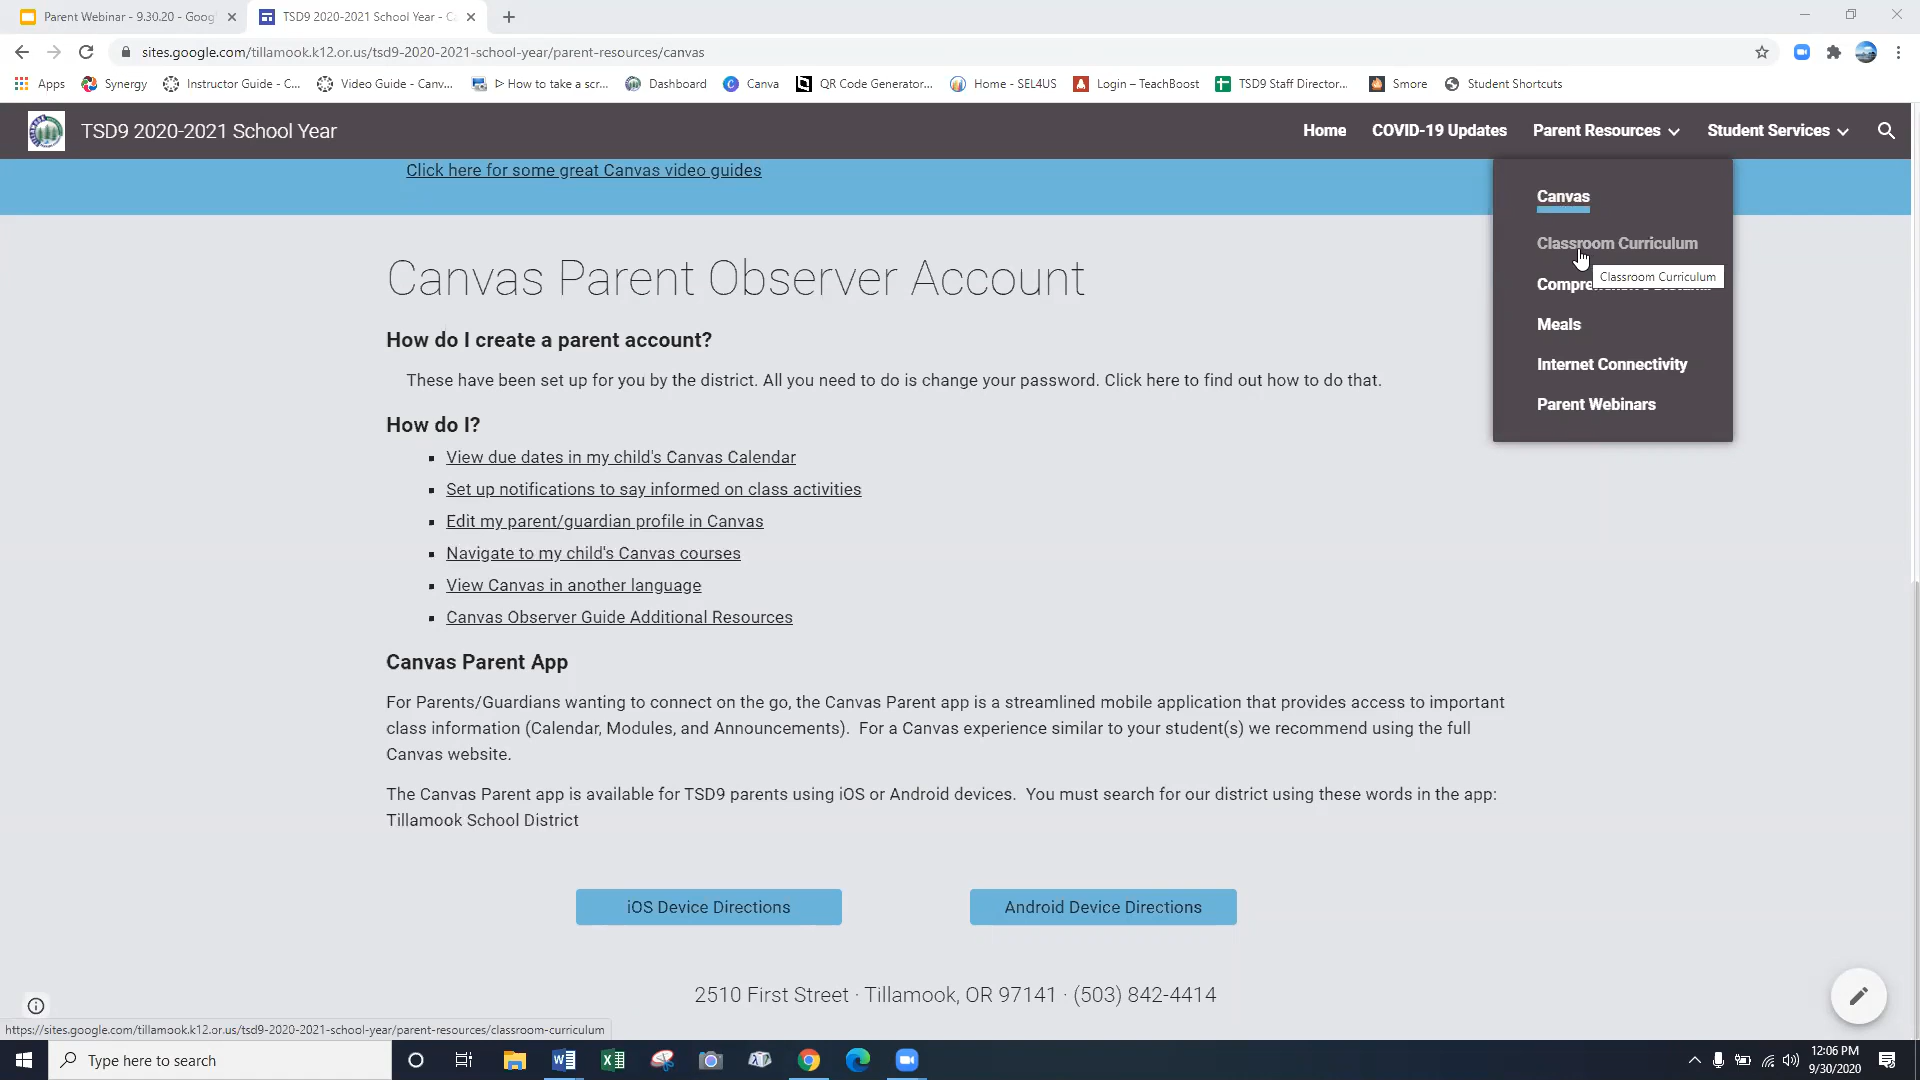 Parent Webinar - 9.30.20 - Goog
TSD9 2020-2021 School Year - Ca
sites.google.com/tillamook.k12.or.us/tsd9-2020-2021-school-year/parent-resources/canvas
Apps
Synergy
Instructor Guide - C...
Video Guide - Canv...
▷ How to take a scr...
Dashboard
Canva
QR Code Generator...
Home - SEL4US
Login – TeachBoost
TSD9 Staff Director...
Smore
Student Shortcuts
TSD9 2020-2021 School Year
Home
COVID-19 Updates
Parent Resources
Student Services
Click here for some great Canvas video guides
Canvas
Classroom Curriculum
Classroom Curriculum
Meals
Internet Connectivity
Parent Webinars
Canvas Parent Observer Account
How do I create a parent account?
These have been set up for you by the district. All you need to do is change your password. Click here to find out how to do that.
How do I?
▪ View due dates in my child's Canvas Calendar
▪ Set up notifications to say informed on class activities
▪ Edit my parent/guardian profile in Canvas
▪ Navigate to my child's Canvas courses
▪ View Canvas in another language
▪ Canvas Observer Guide Additional Resources
Canvas Parent App
For Parents/Guardians wanting to connect on the go, the Canvas Parent app is a streamlined mobile application that provides access to important
class information (Calendar, Modules, and Announcements). For a Canvas experience similar to your student(s) we recommend using the full
Canvas website.
The Canvas Parent app is available for TSD9 parents using iOS or Android devices. You must search for our district using these words in the app:
Tillamook School District
iOS Device Directions
Android Device Directions
2510 First Street · Tillamook, OR 97141 · (503) 842-4414
https://sites.google.com/tillamook.k12.or.us/tsd9-2020-2021-school-year/parent-resources/classroom-curriculum
Type here to search
12:06 PM
9/30/2020